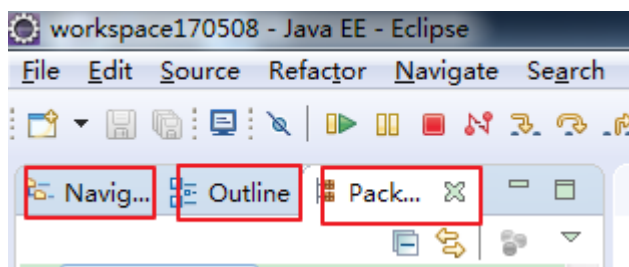 workspace170508 - Java EE - Eclipse
File Edit Source Refactor Navigate Search
Navig... Outline Pack...